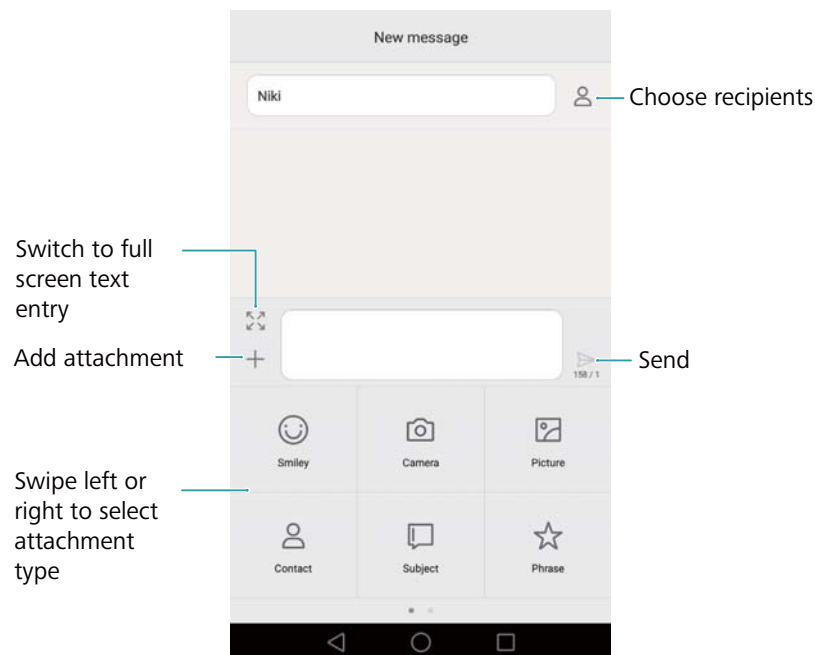 New message
Niki
Choose recipients
Switch to full
screen text
entry
Add attachment
Send
158 / 1
Smiley
Camera
Picture
Swipe left or
right to select
attachment
type
Contact
Subject
Phrase